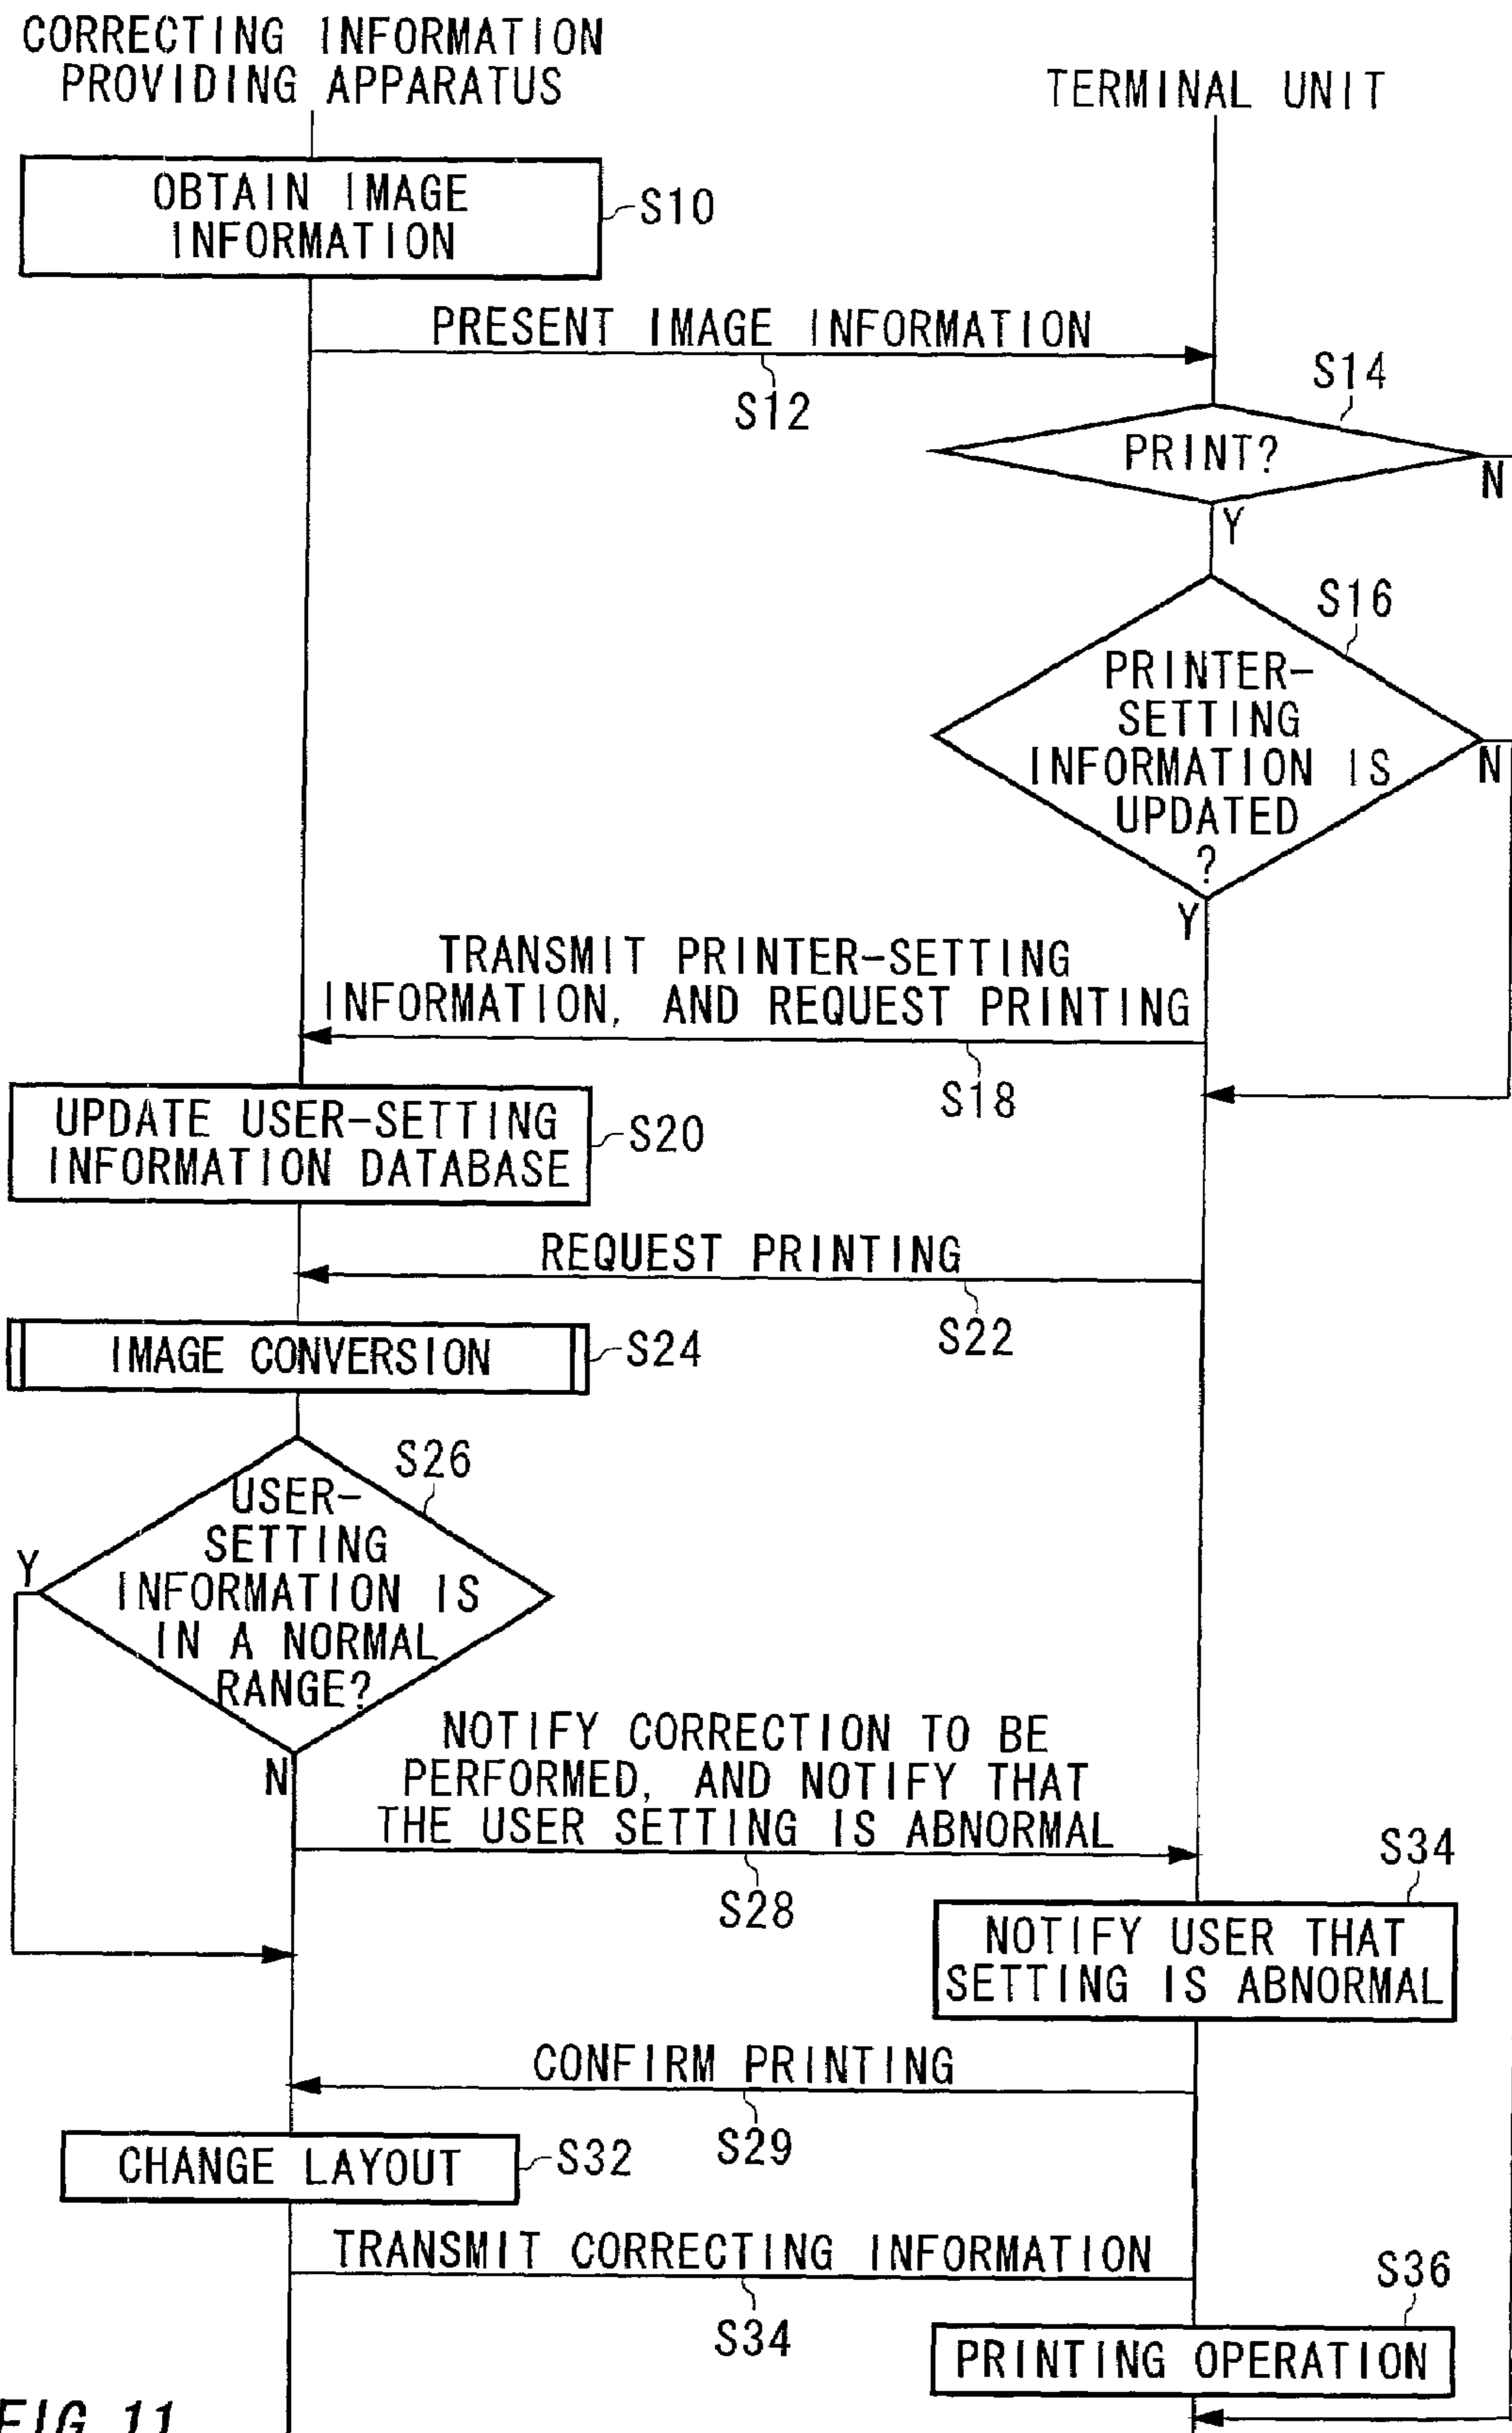 CORRECTING INFORMATION
PROVIDING APPARATUS
TERMINAL UNIT
OBTAIN IMAGE
INFORMATION
S10
PRESENT IMAGE INFORMATION
S12
S14
PRINT?
N
Y
S16
PRINTER-
SETTING
INFORMATION IS
UPDATED
?
N
Y
TRANSMIT PRINTER-SETTING
INFORMATION, AND REQUEST PRINTING
S18
UPDATE USER-SETTING
INFORMATION DATABASE
S20
REQUEST PRINTING
S22
IMAGE CONVERSION
S24
S26
USER-
SETTING
INFORMATION IS
IN A NORMAL
RANGE?
Y
N
NOTIFY CORRECTION TO BE
PERFORMED, AND NOTIFY THAT
THE USER SETTING IS ABNORMAL
S28
S34
NOTIFY USER THAT
SETTING IS ABNORMAL
CONFIRM PRINTING
S29
CHANGE LAYOUT
S32
TRANSMIT CORRECTING INFORMATION
S34
S36
PRINTING OPERATION
FIG. 11